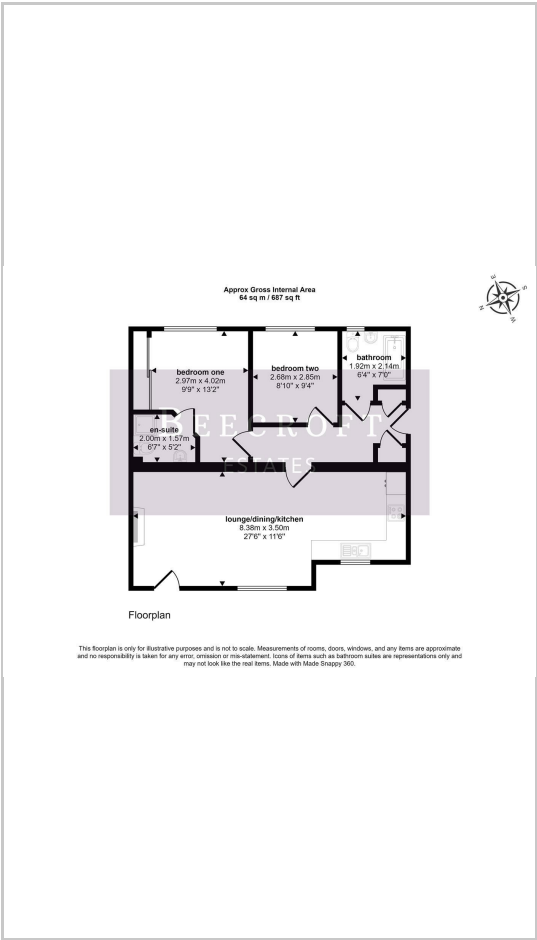 Approx Gross Internal Area
64 sq m / 687 sq ft
E
S
N
W
bedroom one
2.97m x 4.02m
9'9" x 13'2"
bedroom two
2.68m x 2.85m
8'10" x 9'4"
bathroom
1.92m x 2.14m
6'4" x 7'0"
BEECROFT
ESTATES
en-suite
2.00m x 1.57m
6'7" x 5'2"
lounge/dining/kitchen
8.38m x 3.50m
27'6" x 11'6"
Floorplan
This floorplan is only for illustrative purposes and is not to scale. Measurements of rooms, doors, windows, and any items are approximate
and no responsibility is taken for any error, omission or mis-statement. Icons of items such as bathroom suites are representations only and
may not look like the real items. Made with Made Snappy 360.